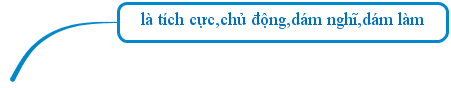 là tích cực,chủ động,dám nghĩ,dám làm